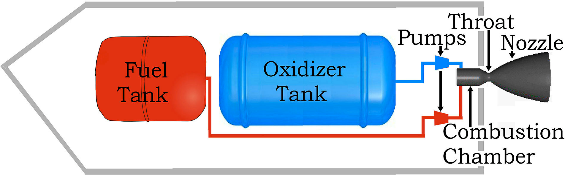 Throat
Pumps
Nozzle
Fuel
Tank
Oxidizer
Tank
Combustion
Chamber